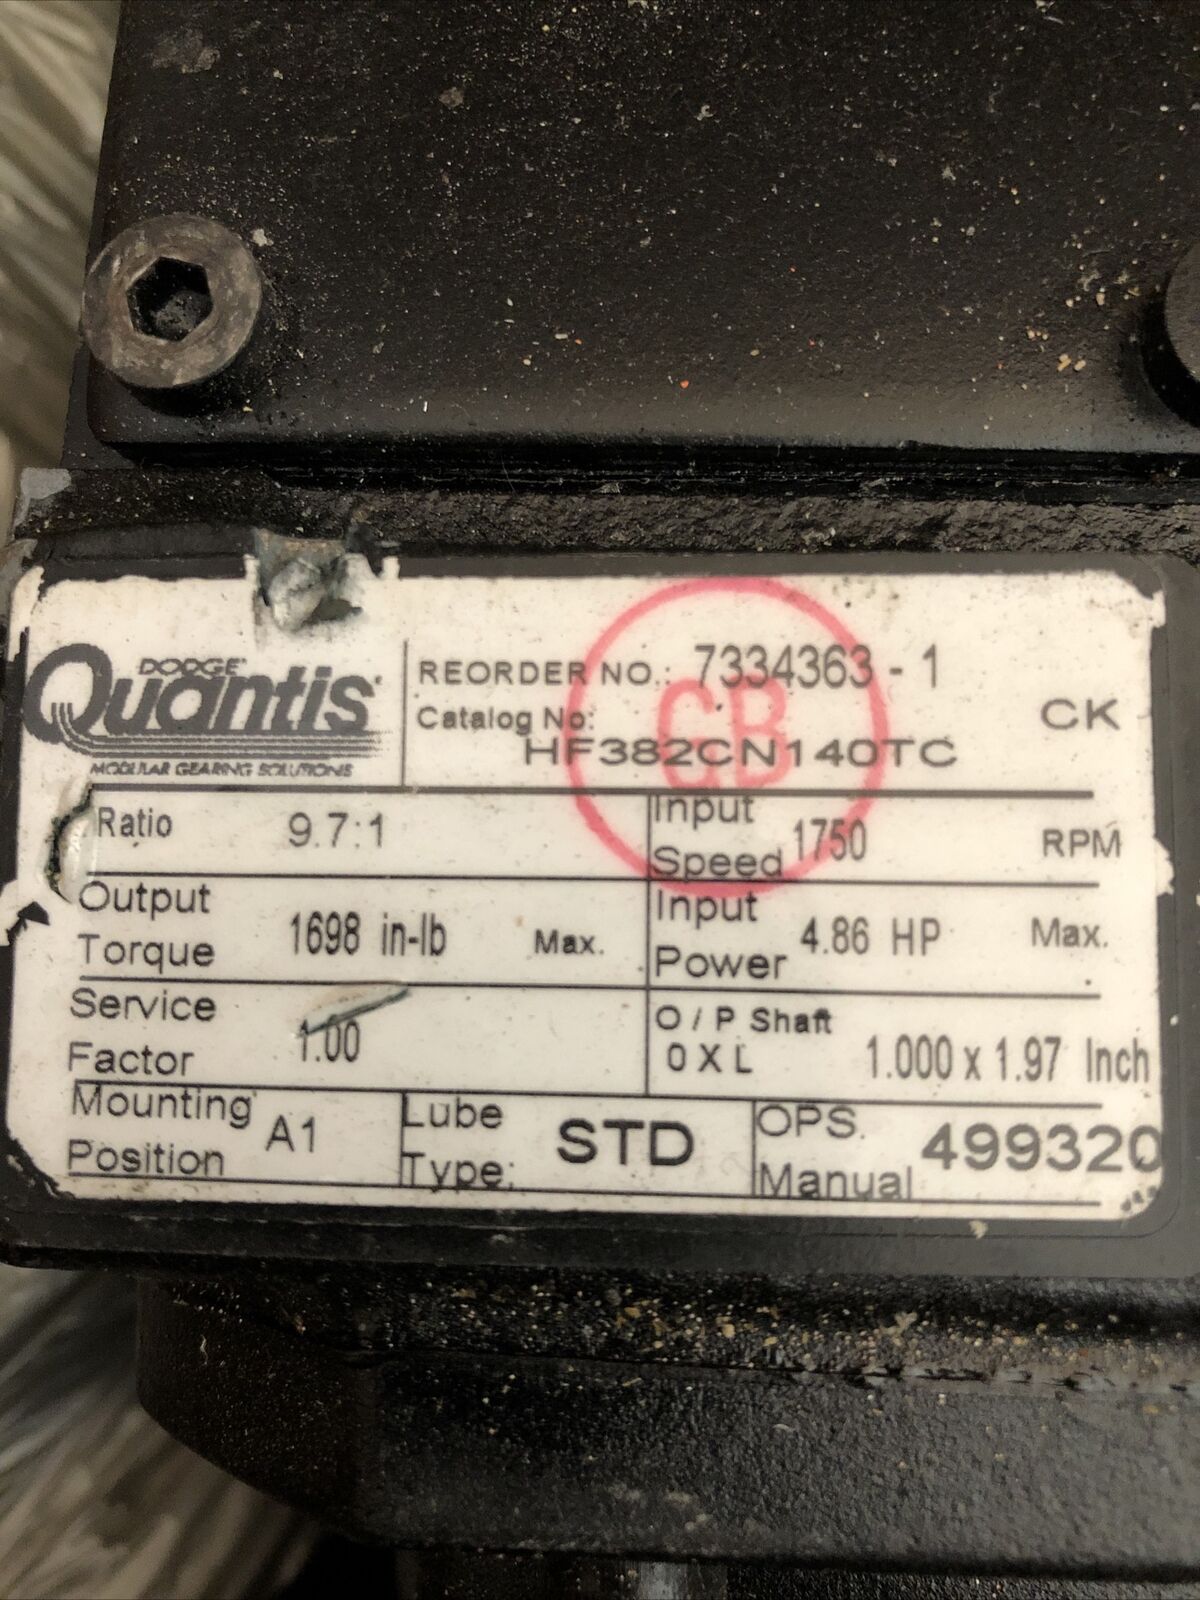 DODGE
Quantis
MODULAR GEARING SOLUTIONS
REORDER NO.: 7334363 - 1
Catalog No:
CK
HF382CN140TC
GB
Ratio 9.7:1
Input
Speed 1750 RPM
Output
Torque 1698 in-lb Max.
Input
Power 4.86 HP Max.
Service
Factor 1.00
O / P Shaft
O X L 1.000 x 1.97 Inch
Mounting
Position A1
Lube
Type: STD
OPS.
Manual 499320